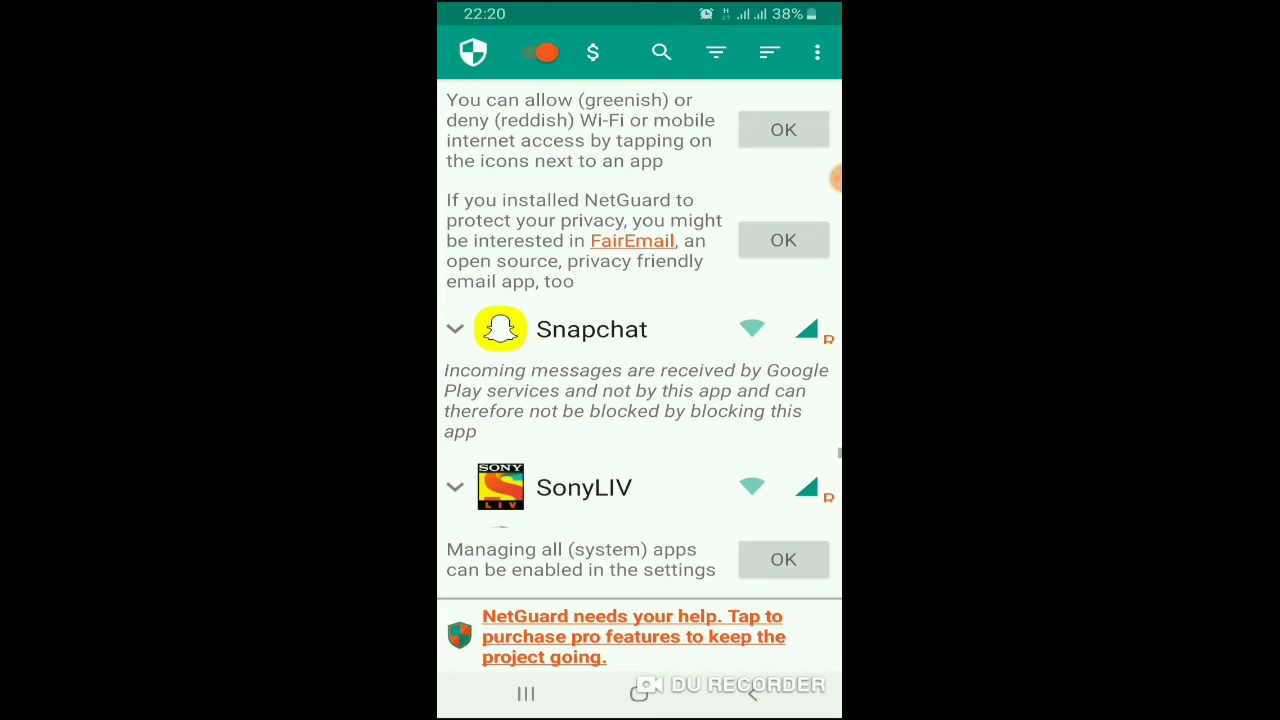 22:20
H
38%
$
You can allow (greenish) or
deny (reddish) Wi-Fi or mobile
internet access by tapping on
the icons next to an app
OK
If you installed NetGuard to
protect your privacy, you might
be interested in FairEmail, an
open source, privacy friendly
email app, too
OK
Snapchat
R
Incoming messages are received by Google
Play services and not by this app and can
therefore not be blocked by blocking this
app
SONY
LIV
SonyLIV
R
Managing all (system) apps
can be enabled in the settings
OK
NetGuard needs your help. Tap to
purchase pro features to keep the
project going.
DU RECORDER